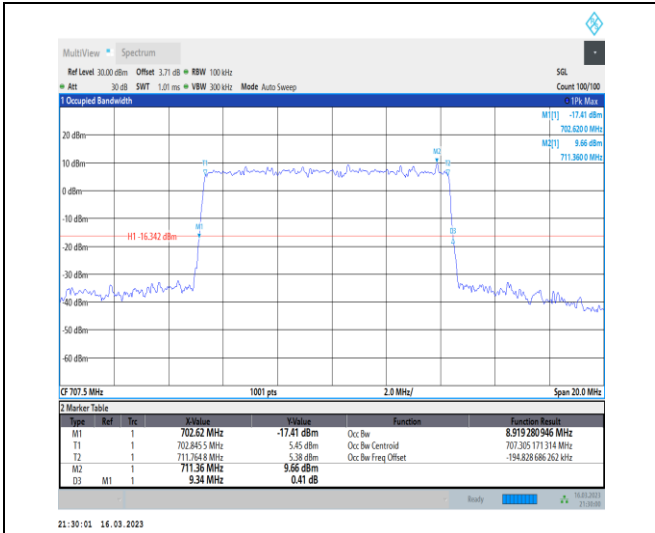 MultiView Spectrum
Ref Level 30.00 dBm Offset 3.71 dB RBW 100 kHz SGL
Att 30 dB SWT 1.01 ms VBW 300 kHz Mode Auto Sweep Count 100/100
1 Occupied Bandwidth 1Pk Max
M1[1] -17.41 dBm
702.620 0 MHz
20 dBm
M2[1] 9.66 dBm
711.360 0 MHz
M2
10 dBm
T1 T2
0 dBm
-10 dBm
M1
H1 -16.342 dBm
D3
-20 dBm
-30 dBm
-40 dBm
-50 dBm
-60 dBm
CF 707.5 MHz 1001 pts 2.0 MHz/ Span 20.0 MHz
2 Marker Table
Type Ref Trc X-Value Y-Value Function Function Result
M1 1 702.62 MHz -17.41 dBm Occ Bw 8.919 280 946 MHz
T1 1 702.845 5 MHz 5.45 dBm Occ Bw Centroid 707.305 171 314 MHz
T2 1 711.764 8 MHz 5.38 dBm Occ Bw Freq Offset -194.828 686 262 kHz
M2 1 711.36 MHz 9.66 dBm
D3 M1 1 9.34 MHz 0.41 dB
Ready 16.03.2023
21:30:00
21:30:01 16.03.2023